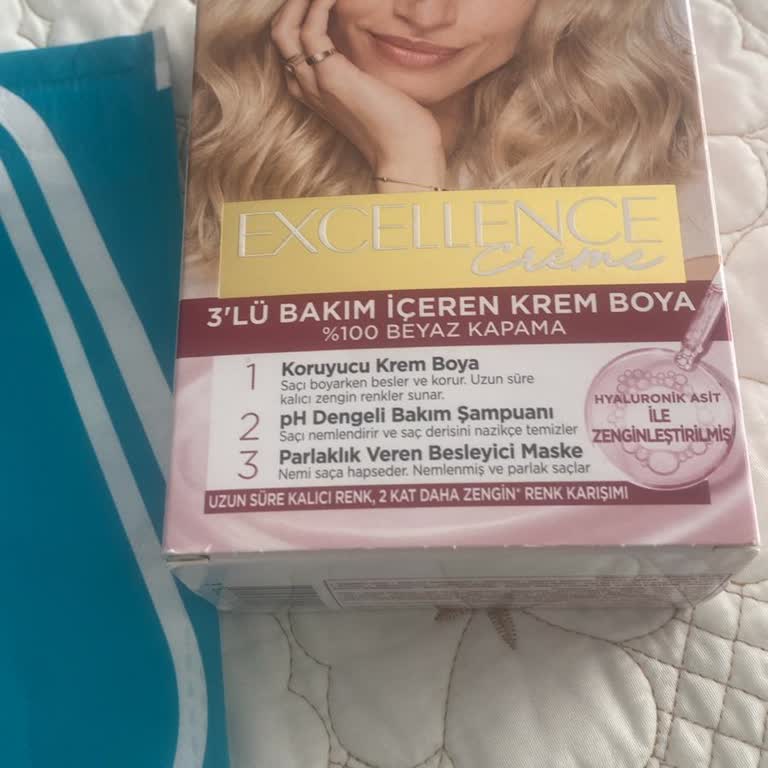 EXCELLENCE
Creme
3'LÜ BAKIM İÇEREN KREM BOYA
%100 BEYAZ KAPAMA
1 Koruyucu Krem Boya
Saçı boyarken besler ve korur. Uzun süre
kalıcı zengin renkler sunar.
2 pH Dengeli Bakım Şampuanı
Saçı nemlendirir ve saç derisini nazikçe temizler
3 Parlaklık Veren Besleyici Maske
Nemi saça hapseder. Nemlenmiş ve parlak saçlar
HYALURONİK ASİT
İLE
ZENGİNLEŞTİRİLMİŞ
UZUN SÜRE KALICI RENK, 2 KAT DAHA ZENGİN* RENK KARIŞIMI